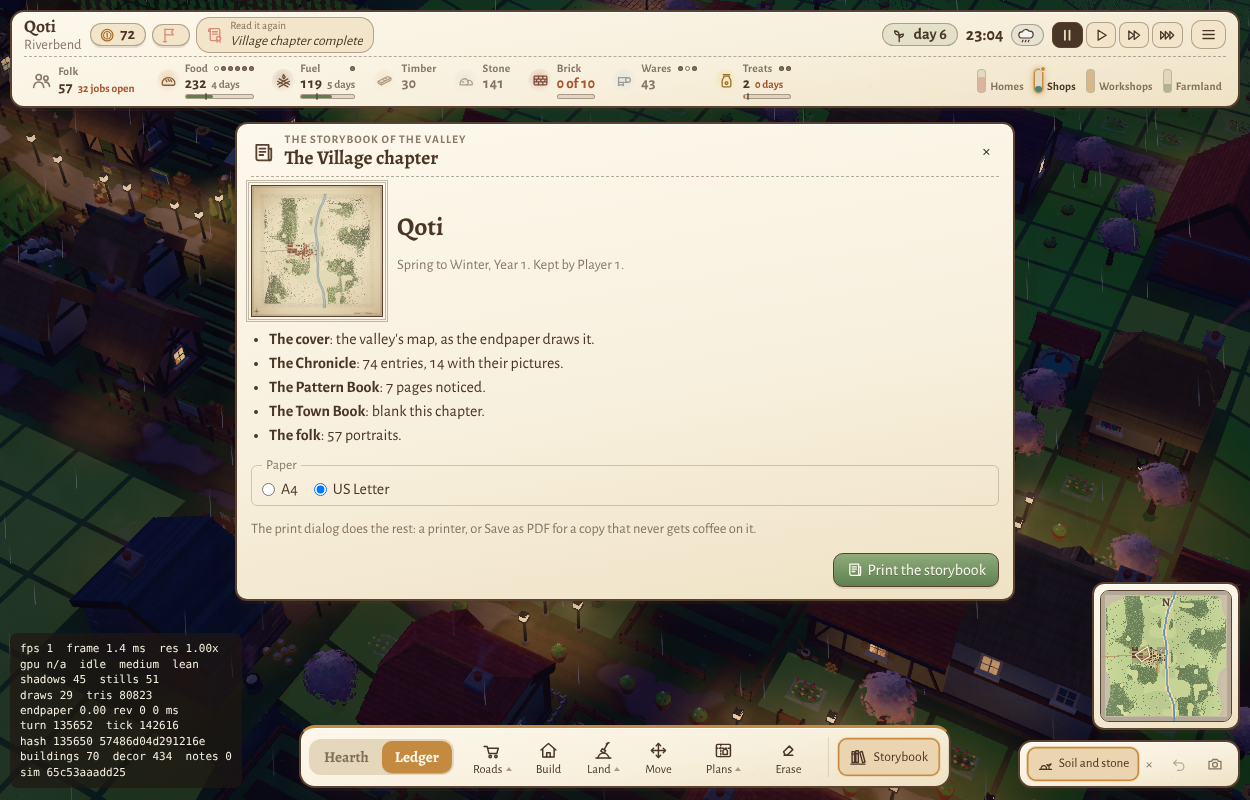 Qoti
Riverbend
72
Read it again
Village chapter complete
day 6
23:04
Folk
57 32 jobs open
Food
232 4 days
Fuel
119 5 days
Timber
30
Stone
141
Brick
0 of 10
Wares
43
Treats
2 0 days
Homes
Shops
Workshops
Farmland
THE STORYBOOK OF THE VALLEY
The Village chapter
×
Qoti
Spring to Winter, Year 1. Kept by Player 1.
• The cover: the valley's map, as the endpaper draws it.
• The Chronicle: 74 entries, 14 with their pictures.
• The Pattern Book: 7 pages noticed.
• The Town Book: blank this chapter.
• The folk: 57 portraits.
Paper
A4 US Letter
The print dialog does the rest: a printer, or Save as PDF for a copy that never gets coffee on it.
Print the storybook
fps 1 frame 1.4 ms res 1.00x
gpu n/a idle medium lean
shadows 45 stills 51
draws 29 tris 80823
endpaper 0.00 rev 0 0 ms
turn 135652 tick 142616
hash 135650 57486d04d291216e
buildings 70 decor 434 notes 0
sim 65c53aaadd25
Hearth
Ledger
Roads
Build
Land
Move
Plans
Erase
Storybook
N
Soil and stone
×